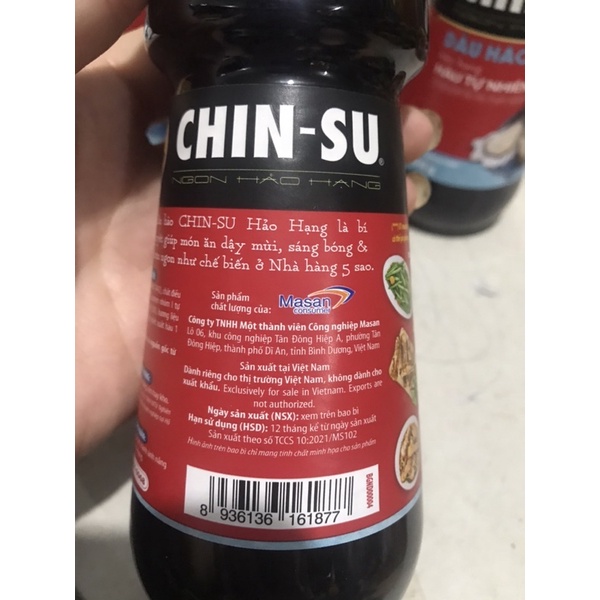 CHIN-SU
NGON HẢO HẠNG
hào CHIN-SU Hảo Hạng là bí
giúp món ăn dậy mùi, sáng bóng &
ngon như chế biến ở Nhà hàng 5 sao.
Sản phẩm
chất lượng của:
Masan
consumer
Công ty TNHH Một thành viên Công nghiệp Masan
Lô 06, khu công nghiệp Tân Đông Hiệp A, phường Tân
Đông Hiệp, thành phố Dĩ An, tỉnh Bình Dương, Việt Nam
Sản xuất tại Việt Nam
Dành riêng cho thị trường Việt Nam, không dành cho
xuất khẩu. Exclusively for sale in Vietnam. Exports are
not authorized.
Ngày sản xuất (NSX): xem trên bao bì
Hạn sử dụng (HSD): 12 tháng kể từ ngày sản xuất
Sản xuất theo số TCCS 10:2021/MS102
Hình ảnh trên bao bì chỉ mang tính chất minh họa cho sản phẩm
8 936136 161877
DẦU HÀO
HÀU TỰ NHIÊN